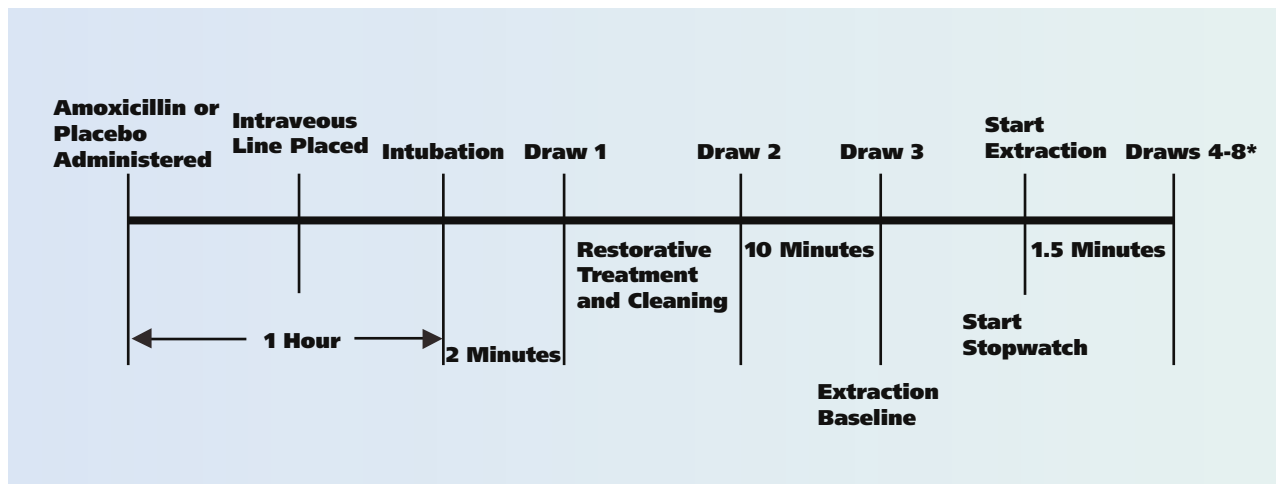 Amoxicillin or
Placebo
Administered
Intraveous
Line Placed
Intubation
Draw 1
Draw 2
Draw 3
Start
Extraction
Draws 4-8*
Restorative
Treatment
and Cleaning
10 Minutes
1.5 Minutes
1 Hour
2 Minutes
Start
Stopwatch
Extraction
Baseline